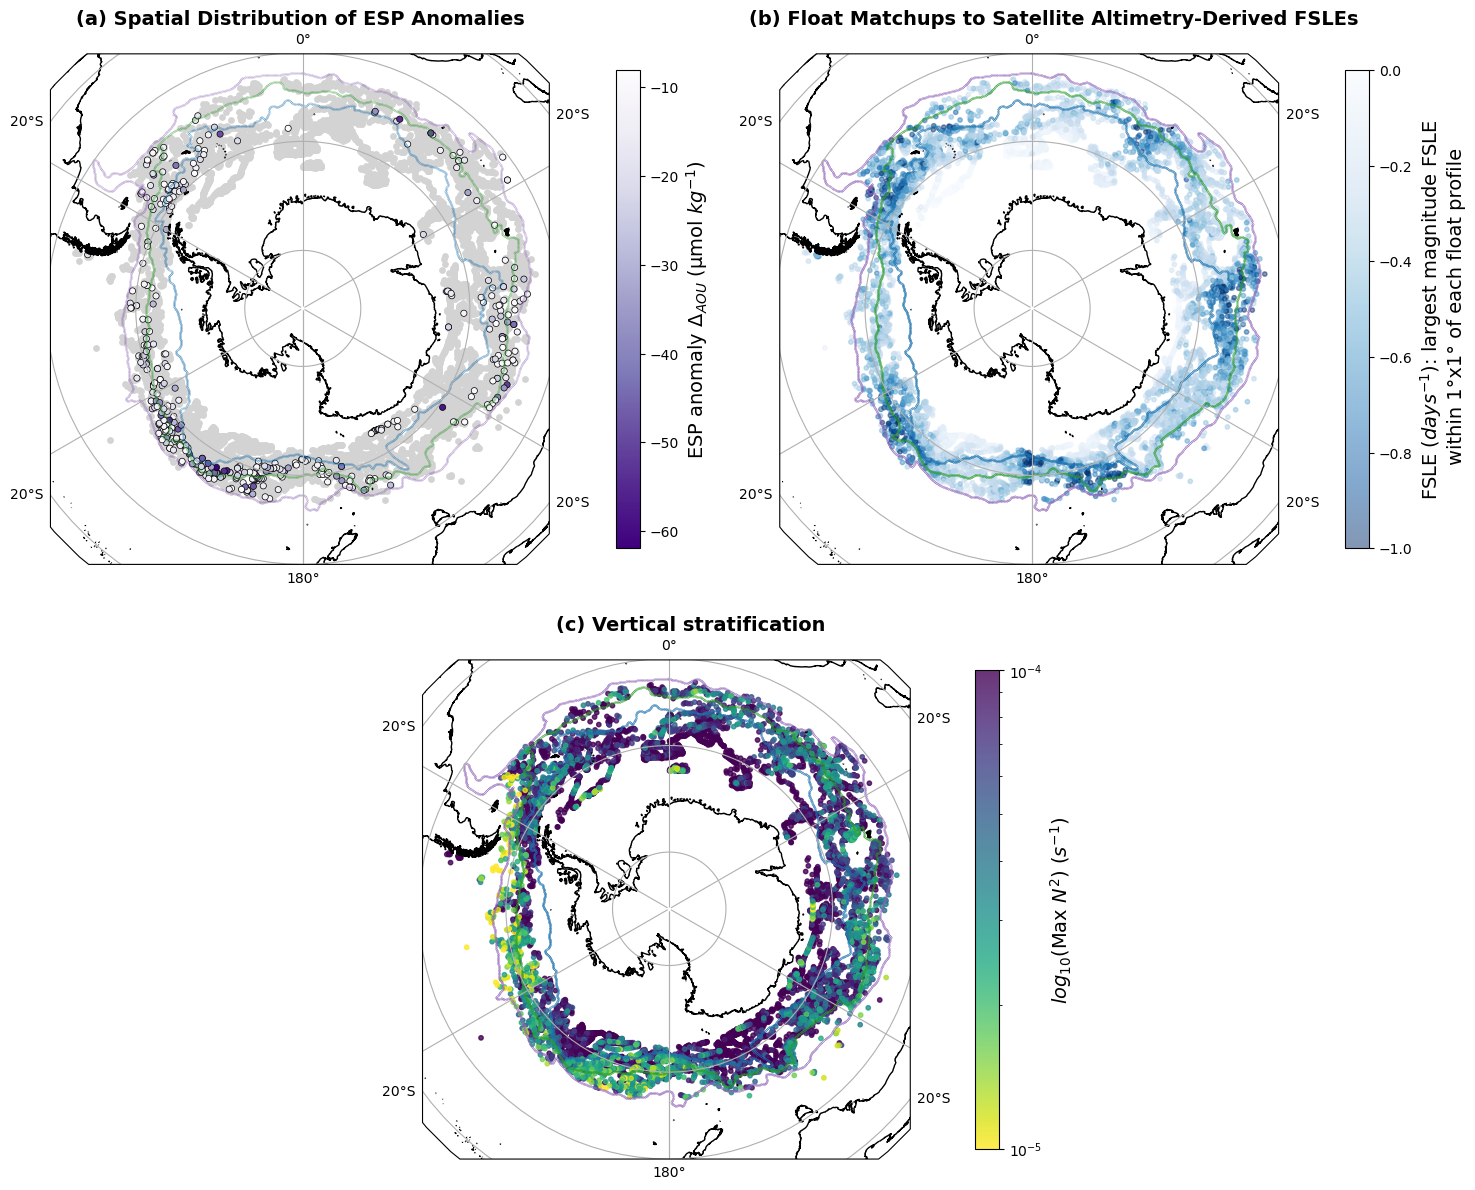 (a) Spatial Distribution of ESP Anomalies
0°
20°S
20°S
20°S
20°S
180°
−10
−20
−30
−40
−50
−60
ESP anomaly Δ_AOU (μmol kg⁻¹)
(b) Float Matchups to Satellite Altimetry-Derived FSLEs
0°
20°S
20°S
20°S
180°
0.0
−0.2
−0.4
−0.6
−0.8
−1.0
FSLE (days⁻¹): largest magnitude FSLE
within 1°x1° of each float profile
(c) Vertical stratification
0°
20°S
20°S
20°S
20°S
180°
10⁻⁴
10⁻⁵
log₁₀(Max N²) (s⁻¹)